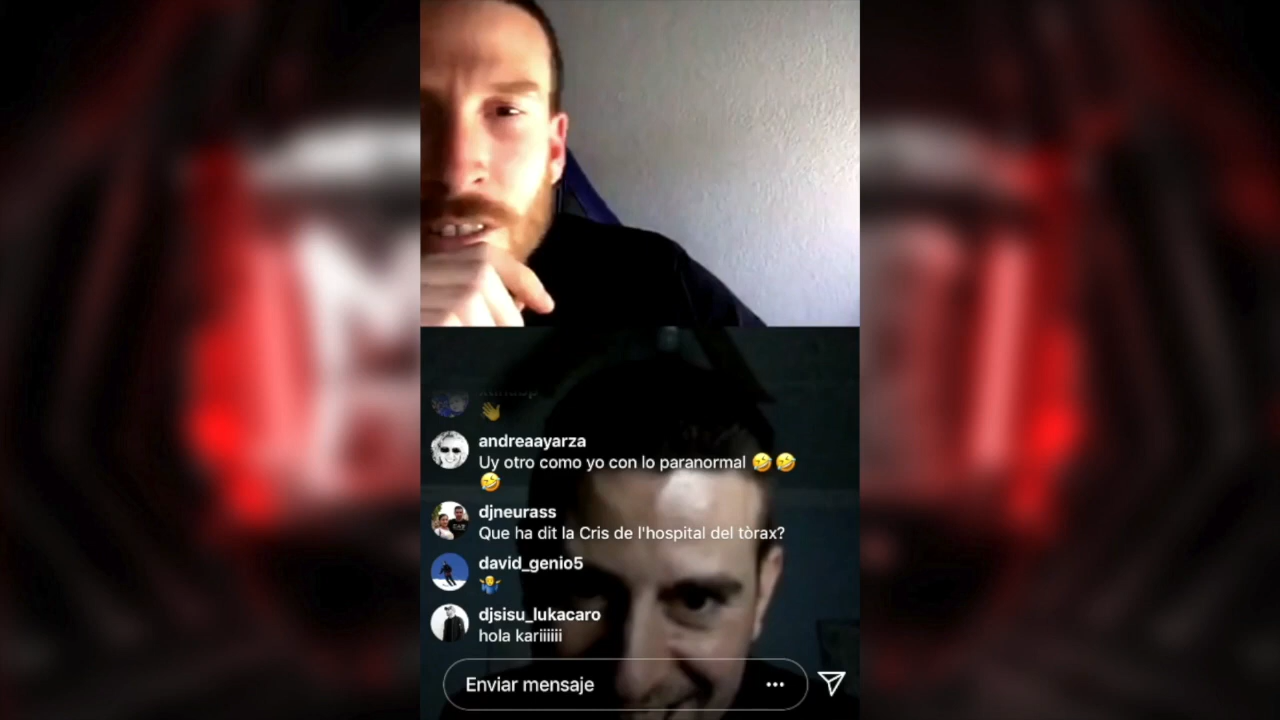 andreaayarza
Uy otro como yo con lo paranormal 🤣🤣
🤣
djneurass
Que ha dit la Cris de l'hospital del tòrax?
david_genio5
🤷‍♂️
djsisu_lukacaro
hola kariiiiii
Enviar mensaje